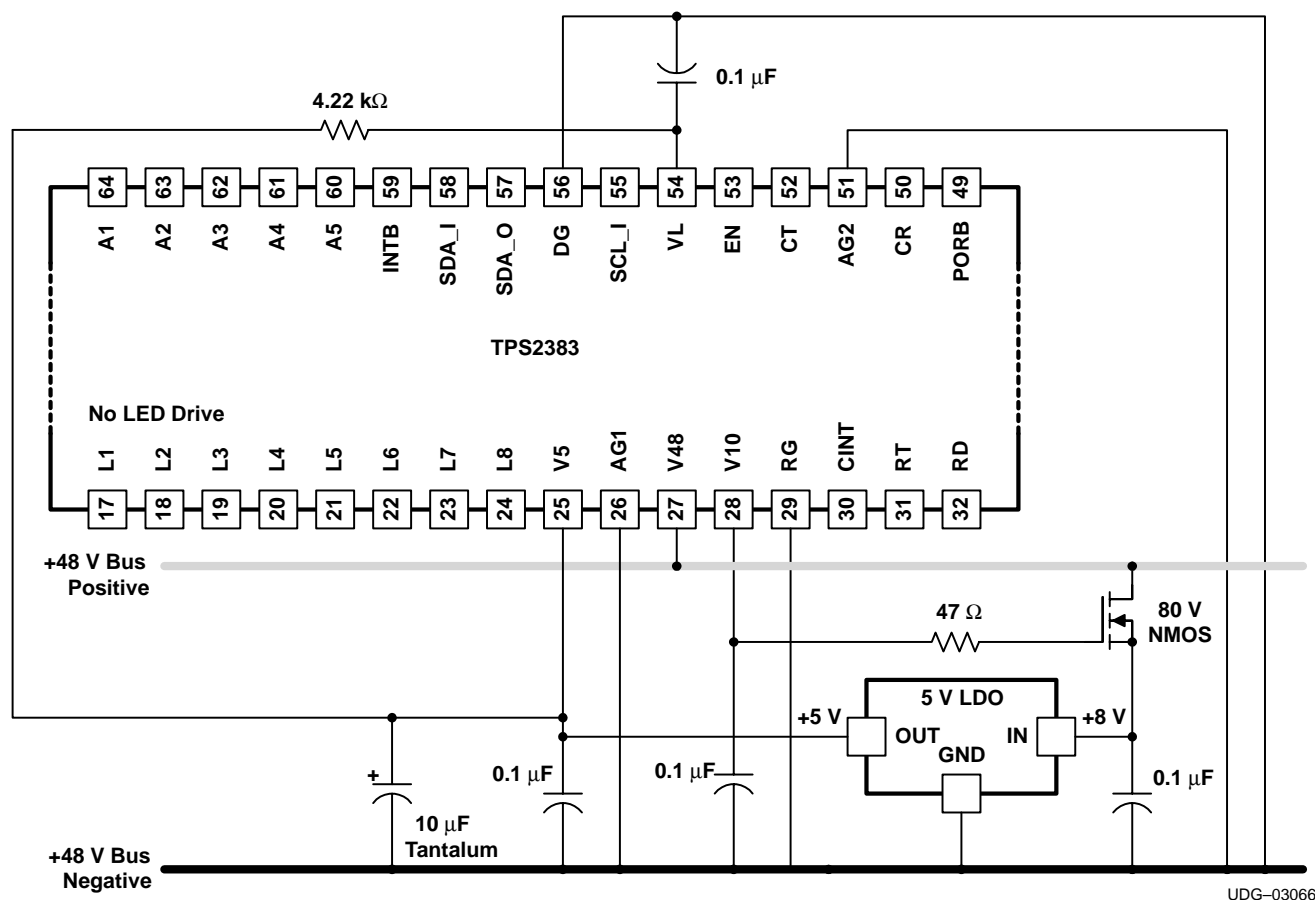 0.1 μF
4.22 kΩ
64 63 62 61 60 59 58 57 56 55 54 53 52 51 50 49
A1 A2 A3 A4 A5 INTB SDA_I SDA_O DG SCL_I VL EN CT AG2 CR PORB
TPS2383
No LED Drive
L1 L2 L3 L4 L5 L6 L7 L8 V5 AG1 V48 V10 RG CINT RT RD
17 18 19 20 21 22 23 24 25 26 27 28 29 30 31 32
+48 V Bus
Positive
47 Ω
80 V
NMOS
5 V LDO
+5 V
OUT
IN
+8 V
GND
0.1 μF
0.1 μF
0.1 μF
+
10 μF
Tantalum
+48 V Bus
Negative
UDG–03066